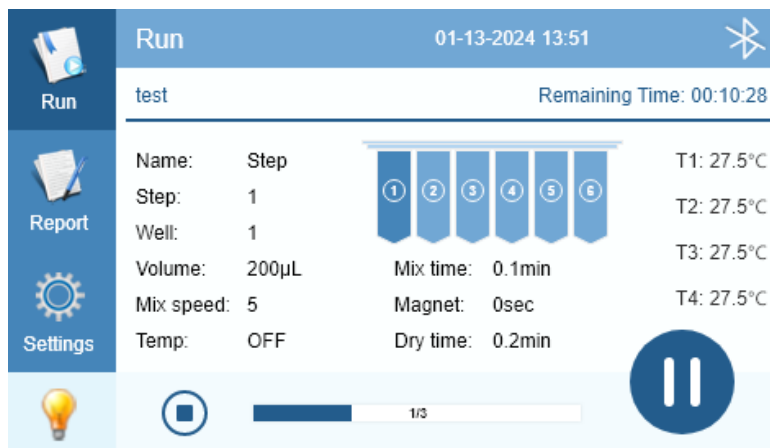 Run 01-13-2024 13:51
Run
test Remaining Time: 00:10:28
Name: Step
Step: 1
Well: 1
Volume: 200µL
Mix speed: 5
Temp: OFF
1 2 3 4 5 6
Mix time: 0.1min
Magnet: 0sec
Dry time: 0.2min
T1: 27.5°C
T2: 27.5°C
T3: 27.5°C
T4: 27.5°C
Report
Settings
1/3